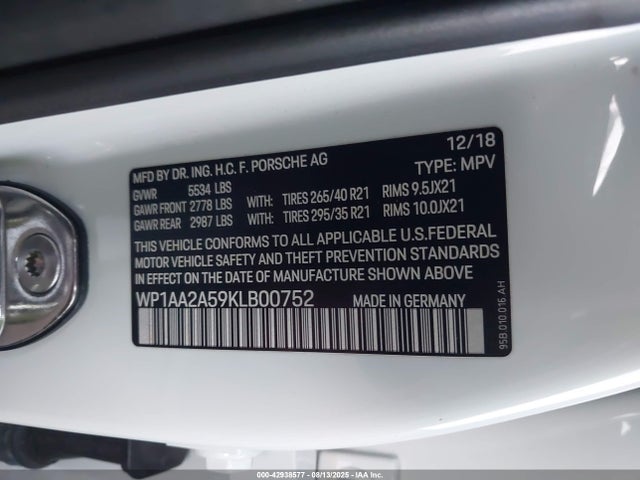 MFD BY DR. ING. H.C. F. PORSCHE AG 12/18
GVWR 5534 LBS TYPE: MPV
GAWR FRONT 2778 LBS WITH: TIRES 265/40 R21 RIMS 9.5JX21
GAWR REAR 2987 LBS WITH: TIRES 295/35 R21 RIMS 10.0JX21
THIS VEHICLE CONFORMS TO ALL APPLICABLE U.S.FEDERAL
MOTOR VEHICLE SAFETY AND THEFT PREVENTION STANDARDS
IN EFFECT ON THE DATE OF MANUFACTURE SHOWN ABOVE
WP1AA2A59KLB00752 MADE IN GERMANY
95B.010.016.AH
000-42938577 - 08/13/2025 - IAA Inc.